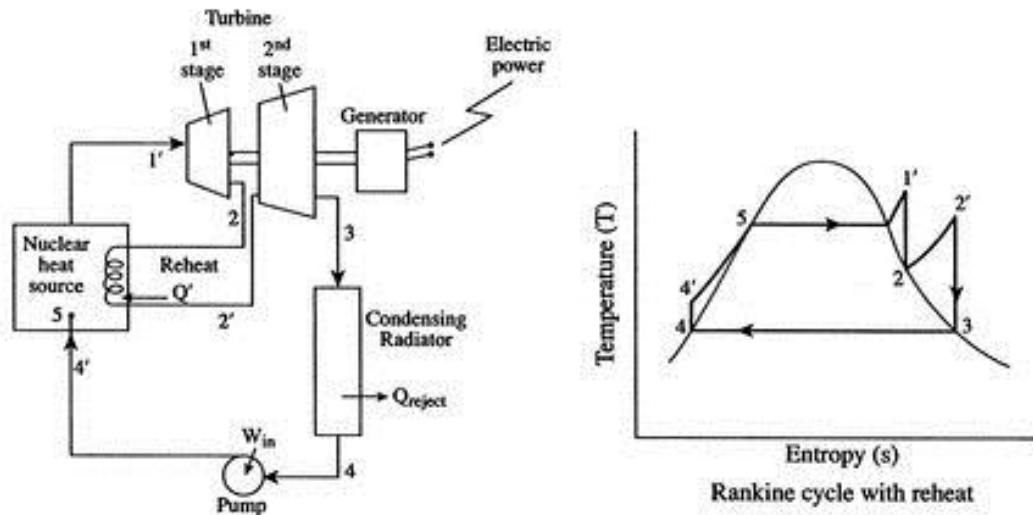 Turbine
1st
stage
2nd
stage
Electric
power
Generator
1'
2
3
Nuclear
heat
source
5
Reheat
Q'
2'
4'
Condensing
Radiator
Qreject
Win
4
Pump
Temperature (T)
1'
2'
5
2
4'
4
3
Entropy (s)
Rankine cycle with reheat